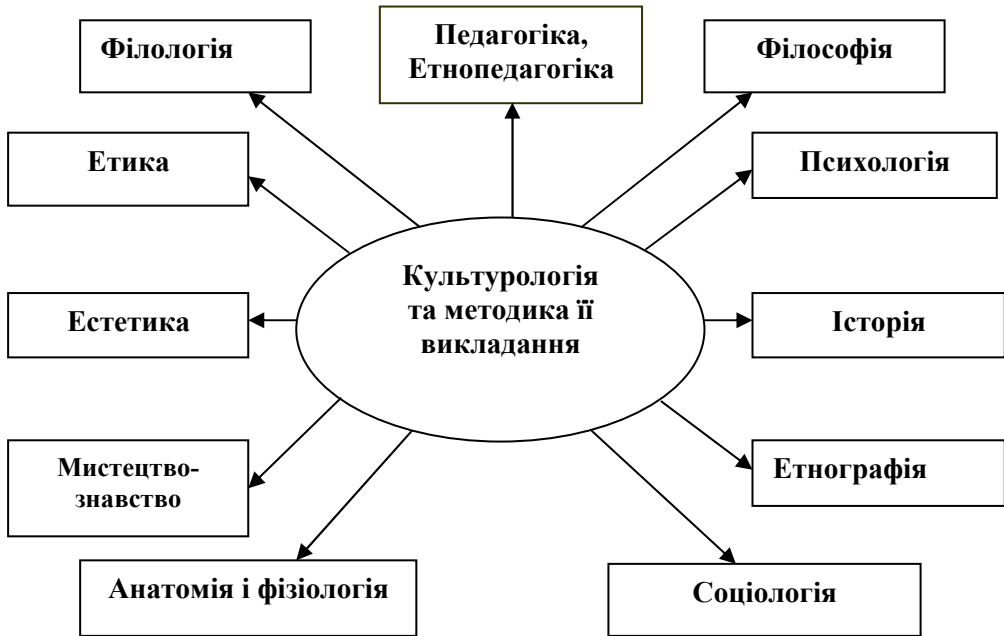 Філологія
Педагогіка,
Етнопедагогіка
Філософія
Етика
Психологія
Культурологія
та методика її
викладання
Естетика
Історія
Мистецтво-
знавство
Етнографія
Анатомія і фізіологія
Соціологія